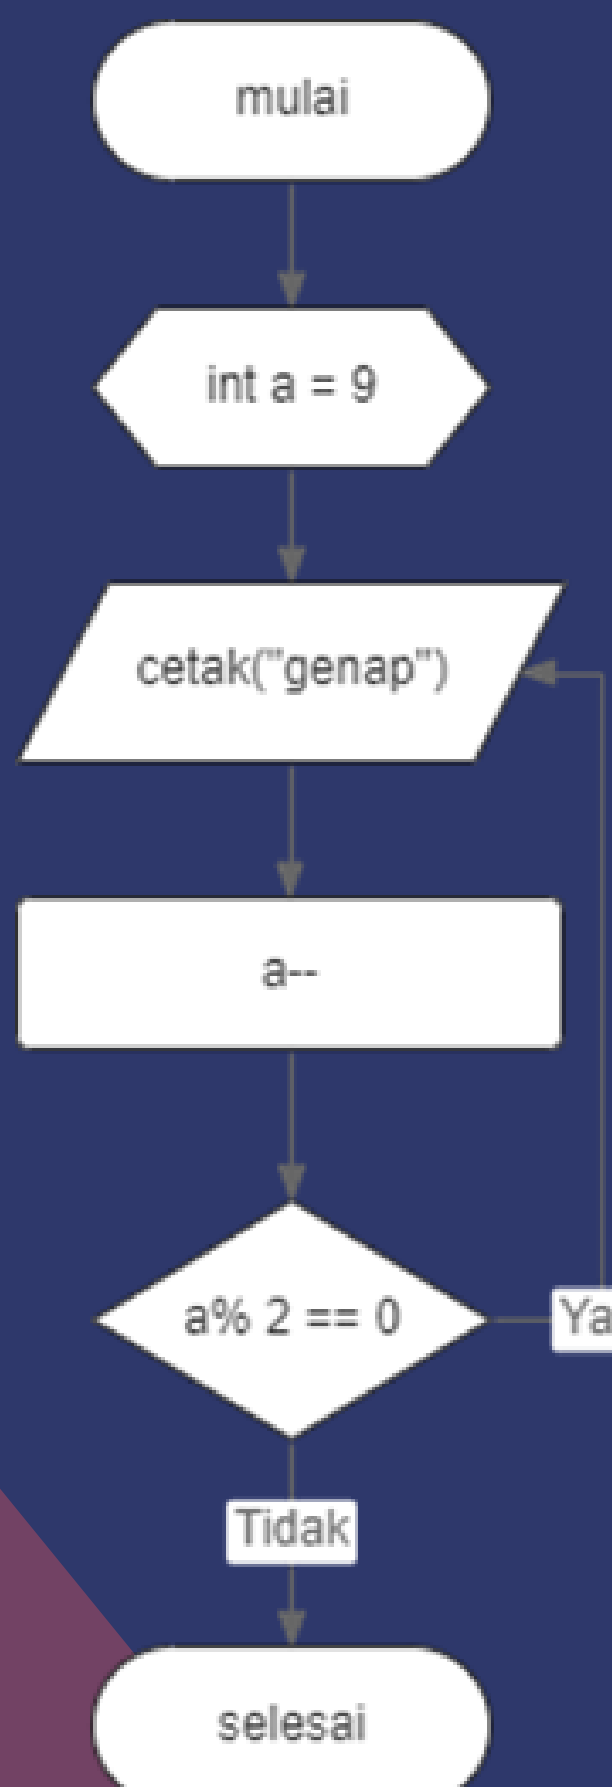 mulai
int a = 9
cetak("genap")
a--
a% 2 == 0
Ya
Tidak
selesai